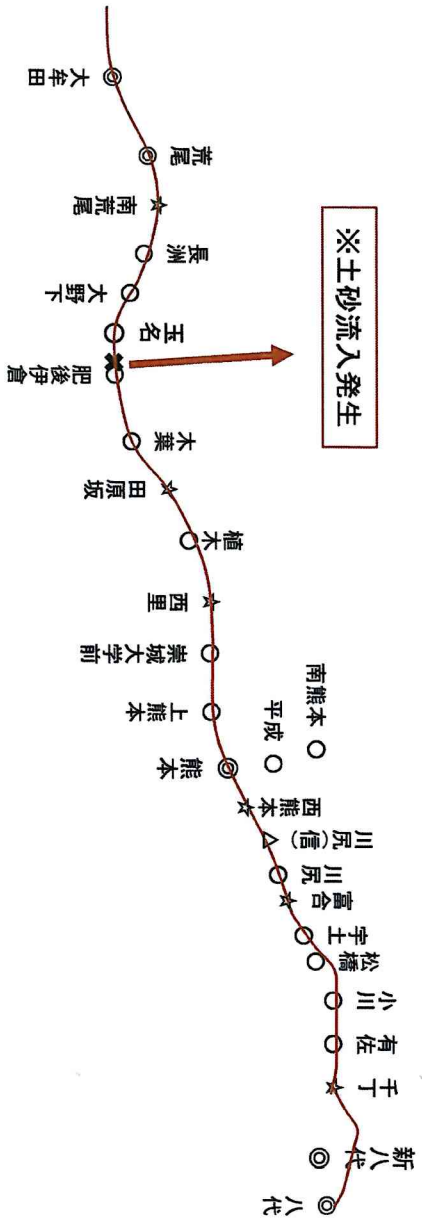 ※土砂流入発生
大牟田
荒尾
南荒尾
長洲
大野下
玉名
肥後伊倉
木葉
田原坂
植木
西里
崇城大学前
上熊本
熊本
平成
南熊本
西熊本
川尻(信)
川尻
富合
宇土
松橋
小川
有佐
千丁
新八代
八代